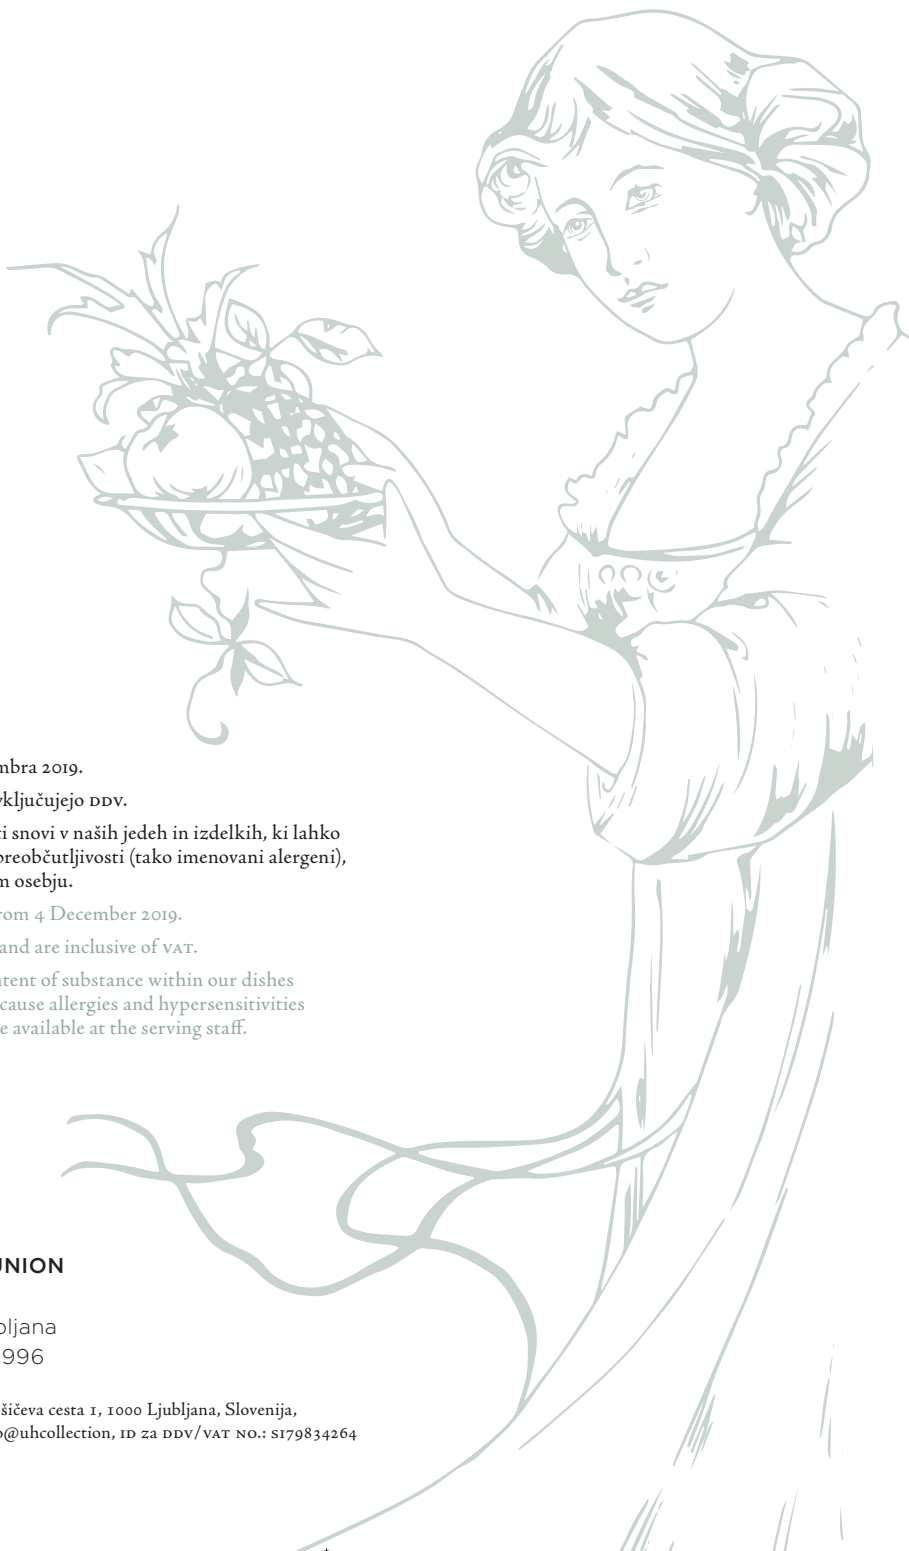 mbra 2019.
vključujejo DDV.
ti snovi v naših jedeh in izdelkih, ki lahko
preobčutljivosti (tako imenovani alergeni),
m osebju.
rom 4 December 2019.
and are inclusive of VAT.
ntent of substance within our dishes
cause allergies and hypersensitivities
e available at the serving staff.
UNION
bljana
996
šičeva cesta 1, 1000 Ljubljana, Slovenija,
o@uhcollection, ID za DDV/VAT NO.: SI79834264